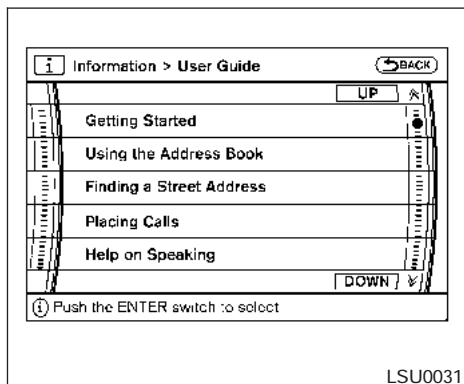 i Information > User Guide BACK
UP
Getting Started
Using the Address Book
Finding a Street Address
Placing Calls
Help on Speaking
DOWN
i Push the ENTER switch to select
LSU0031